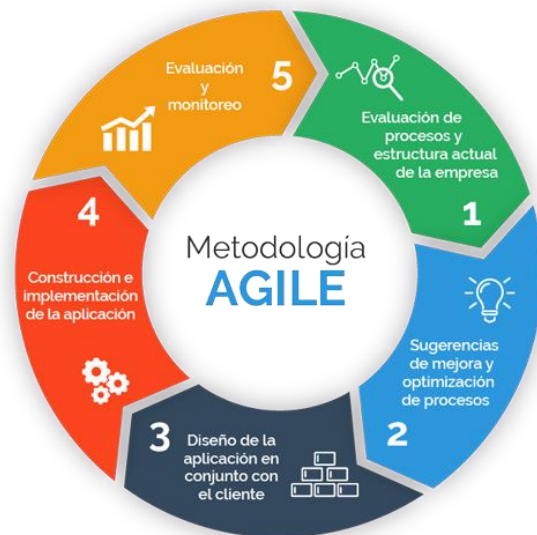 Metodología
AGILE
Evaluación de
procesos y
estructura actual
de la empresa
1
Sugerencias
de mejora y
optimización
de procesos
2
3
Diseño de la
aplicación en
conjunto con
el cliente
4
Construcción e
implementación
de la aplicación
5
Evaluación
y
monitoreo